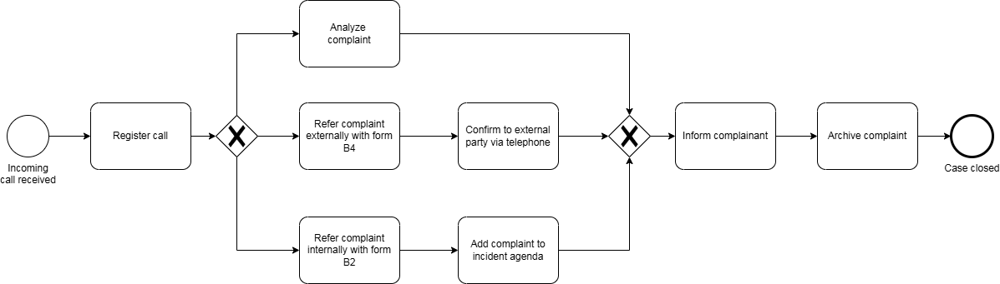 Analyze
complaint
Incoming
call received
Register call
Refer complaint
externally with form
B4
Confirm to external
party via telephone
Inform complainant
Archive complaint
Case closed
Refer complaint
internally with form
B2
Add complaint to
incident agenda